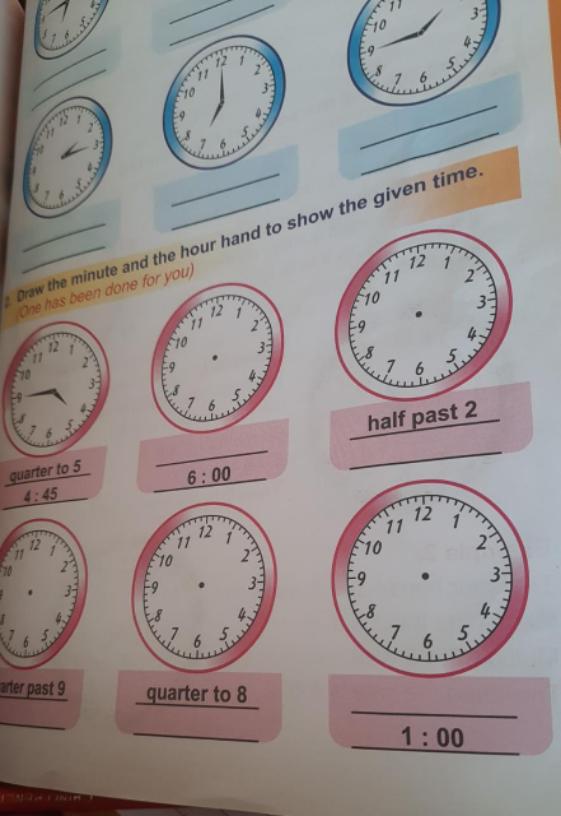 7 6 5 4
11 3 4 5 6 7 8 9
12 1 2 3 4 5 6 7 8 9 10 11
12 1 2 3 4 5 6 7 8 9 10 11
2. Draw the minute and the hour hand to show the given time.
(One has been done for you)
12 1 2 3 4 5 6 7 8 9 10 11
12 1 2 3 4 5 6 7 8 9 10 11
12 1 2 3 4 5 6 7 8 9 10 11
quarter to 5
4 : 45
6 : 00
half past 2
12 1 2 3 4 5 6 7 10 11
12 1 2 3 4 5 6 7 8 9 10 11
12 1 2 3 4 5 6 7 8 9 10 11
arter past 9
quarter to 8
1 : 00